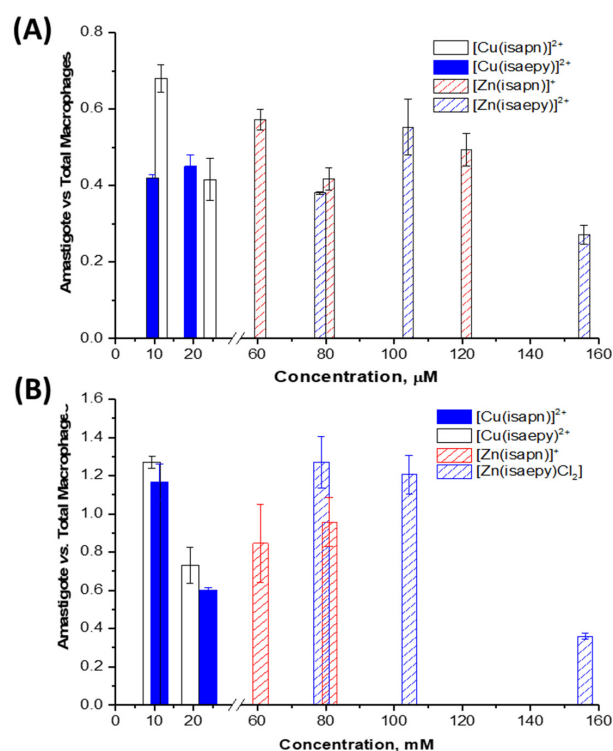 (A)
[Cu(isapn)]²⁺
[Cu(isaepy)]²⁺
[Zn(isapn)]⁺
[Zn(isaepy)]²⁺
Amastigote vs Total Macrophages
0.8
0.6
0.4
0.2
0.0
0 10 20 60 80 100 120 140 160
Concentration, μM
(B)
[Cu(isapn)]²⁺
[Cu(isaepy)²⁺
[Zn(isapn)]⁺
[Zn(isaepy)Cl₂]
Amastigote vs. Total Macrophages
1.6
1.4
1.2
1.0
0.8
0.6
0.4
0.2
0.0
0 10 20 60 80 100 120 140 160
Concentration, mM